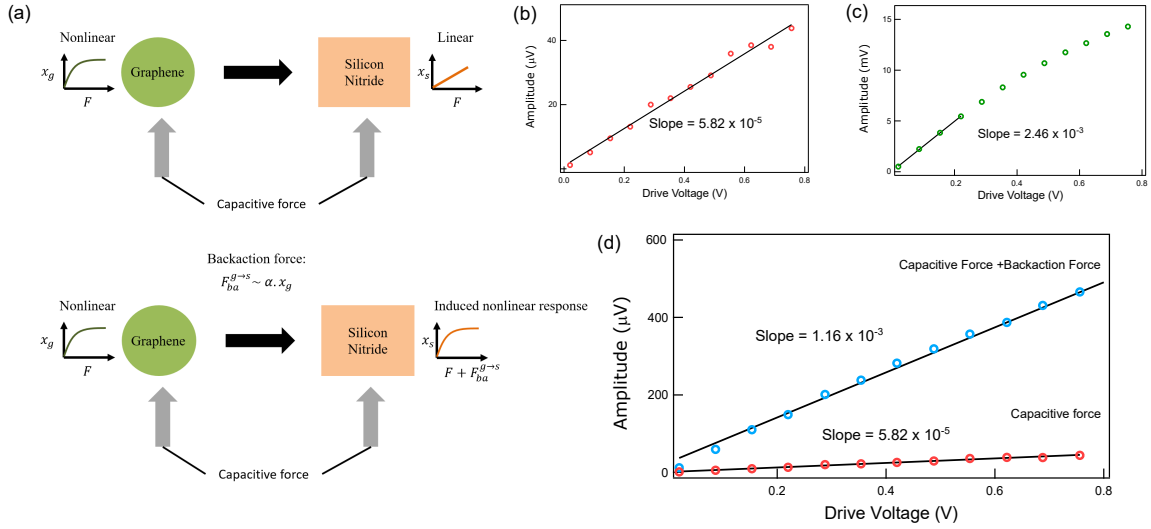 (a)
Nonlinear
x_g
F
Graphene
Silicon
Nitride
Linear
x_s
F
Capacitive force
Backaction force:
F_{ba}^{g→s} ~ α. x_g
Nonlinear
x_g
F
Graphene
Silicon
Nitride
Induced nonlinear response
x_s
F + F_{ba}^{g→s}
Capacitive force
(b)
Amplitude (μV)
40
20
0
Slope = 5.82 x 10⁻⁵
0.0 0.2 0.4 0.6 0.8
Drive Voltage (V)
(c)
Amplitude (mV)
15
10
5
0
Slope = 2.46 x 10⁻³
0.2 0.4 0.6 0.8
Drive Voltage (V)
(d)
Amplitude (μV)
600
400
200
0
Capacitive Force +Backaction Force
Slope = 1.16 x 10⁻³
Capacitive force
Slope = 5.82 x 10⁻⁵
0.2 0.4 0.6 0.8
Drive Voltage (V)